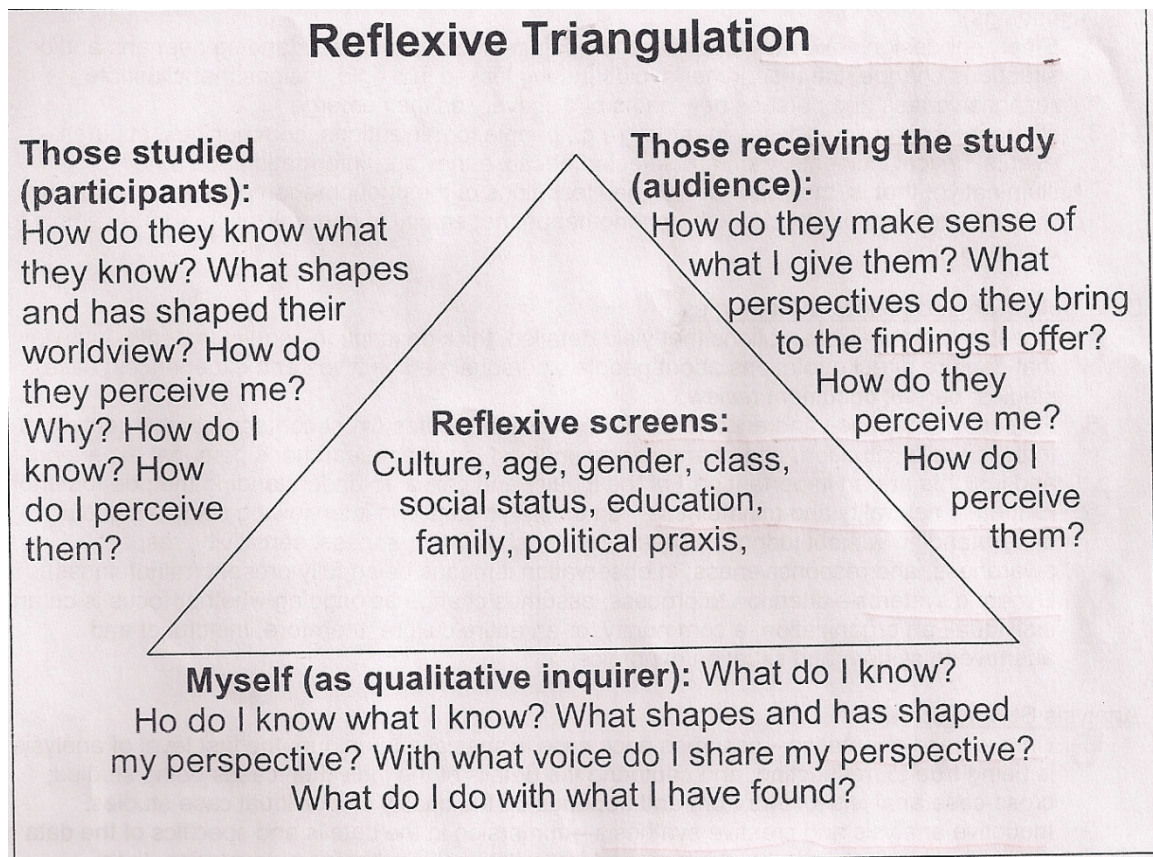 Reflexive Triangulation
Those studied
(participants):
How do they know what
they know? What shapes
and has shaped their
worldview? How do
they perceive me?
Why? How do I
know? How
do I perceive
them?
Those receiving the study
(audience):
How do they make sense of
what I give them? What
perspectives do they bring
to the findings I offer?
How do they
perceive me?
How do I
perceive
them?
Reflexive screens:
Culture, age, gender, class,
social status, education,
family, political praxis,
Myself (as qualitative inquirer): What do I know?
Ho do I know what I know? What shapes and has shaped
my perspective? With what voice do I share my perspective?
What do I do with what I have found?